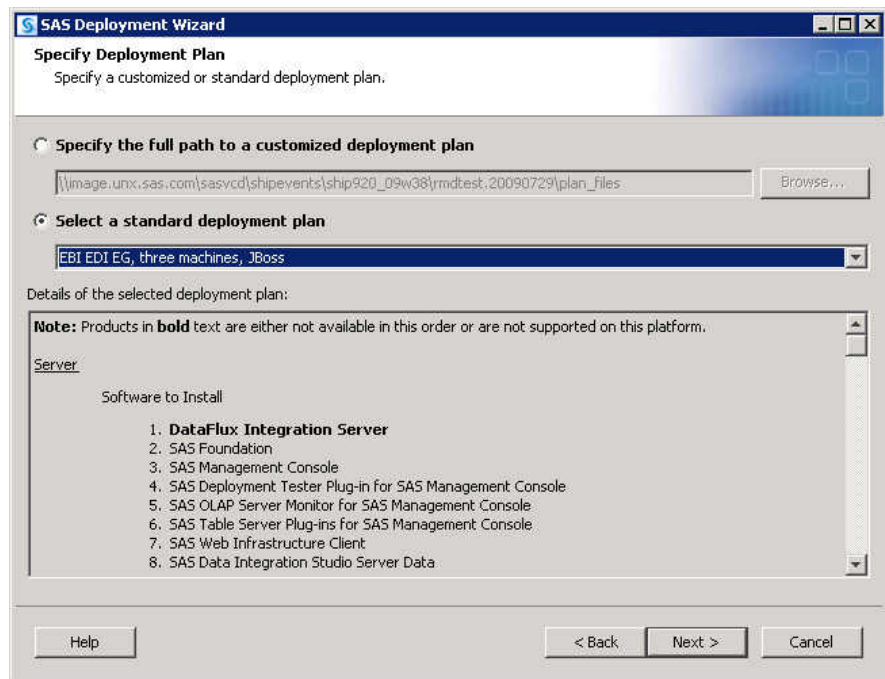 SAS Deployment Wizard
Specify Deployment Plan
Specify a customized or standard deployment plan.
Specify the full path to a customized deployment plan
\\image.unx.sas.com\sasvcd\shipevents\ship920_09w38\rmdtest.20090729\plan_files
Browse...
Select a standard deployment plan
EBI EDI EG, three machines, JBoss
Details of the selected deployment plan:
Note: Products in bold text are either not available in this order or are not supported on this platform.
Server
Software to Install
1. DataFlux Integration Server
2. SAS Foundation
3. SAS Management Console
4. SAS Deployment Tester Plug-in for SAS Management Console
5. SAS OLAP Server Monitor for SAS Management Console
6. SAS Table Server Plug-ins for SAS Management Console
7. SAS Web Infrastructure Client
8. SAS Data Integration Studio Server Data
Help
< Back
Next >
Cancel